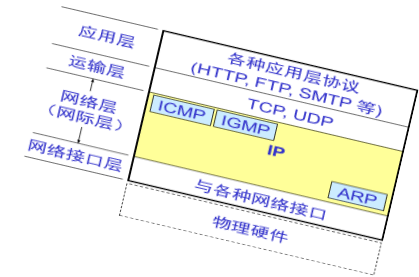 应用层
运输层
网络层
（网际层）
网络接口层
各种应用层协议
(HTTP, FTP, SMTP 等)
TCP, UDP
ICMP
IGMP
IP
ARP
与各种网络接口
物理硬件